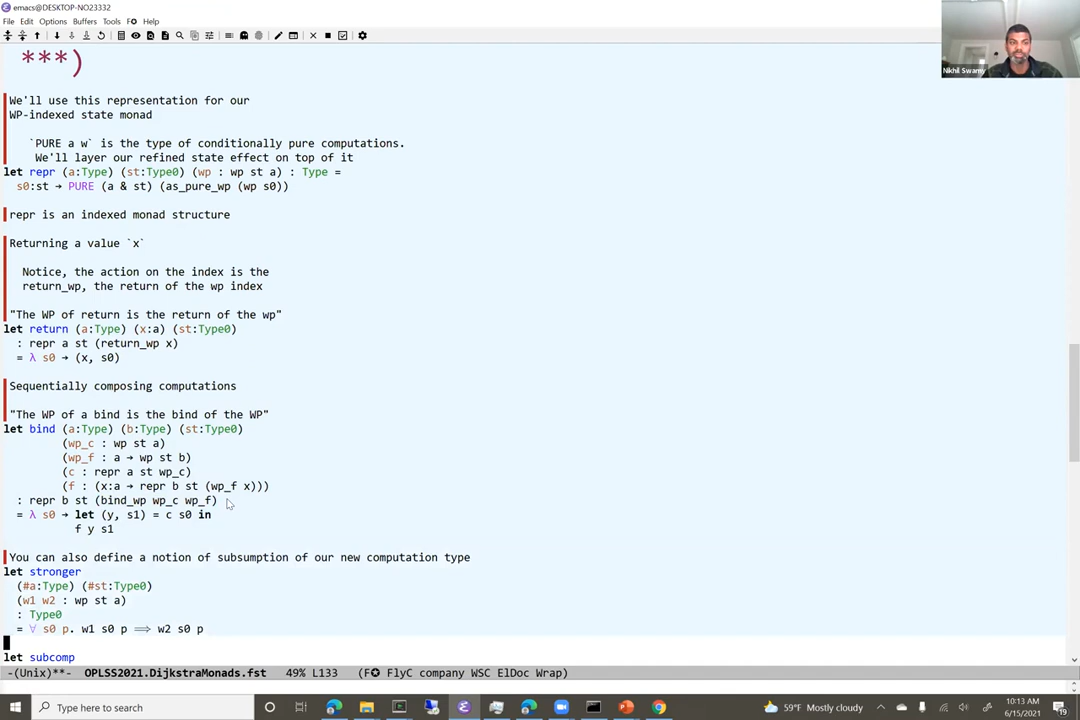 emacs@DESKTOP-NO23332
File Edit Options Buffers Tools F✪ Help
***)
We'll use this representation for our
WP-indexed state monad
`PURE a w` is the type of conditionally pure computations.
We'll layer our refined state effect on top of it
let repr (a:Type) (st:Type0) (wp : wp st a) : Type =
s0:st → PURE (a & st) (as_pure_wp (wp s0))
repr is an indexed monad structure
Returning a value `x`
Notice, the action on the index is the
return_wp, the return of the wp index
"The WP of return is the return of the wp"
let return (a:Type) (x:a) (st:Type0)
: repr a st (return_wp x)
= λ s0 → (x, s0)
Sequentially composing computations
"The WP of a bind is the bind of the WP"
let bind (a:Type) (b:Type) (st:Type0)
(wp_c : wp st a)
(wp_f : a → wp st b)
(c : repr a st wp_c)
(f : (x:a → repr b st (wp_f x)))
: repr b st (bind_wp wp_c wp_f)
= λ s0 → let (y, s1) = c s0 in
f y s1
You can also define a notion of subsumption of our new computation type
let stronger
(#a:Type) (#st:Type0)
(w1 w2 : wp st a)
: Type0
= ∀ s0 p. w1 s0 p ⟹ w2 s0 p
let subcomp
-(Unix)**- OPLSS2021.DijkstraMonads.fst 49% L133 (F✪ FlyC company WSC ElDoc Wrap)
Type here to search
59°F Mostly cloudy
10:13 AM
6/15/2021
19
Nikhil Swamy